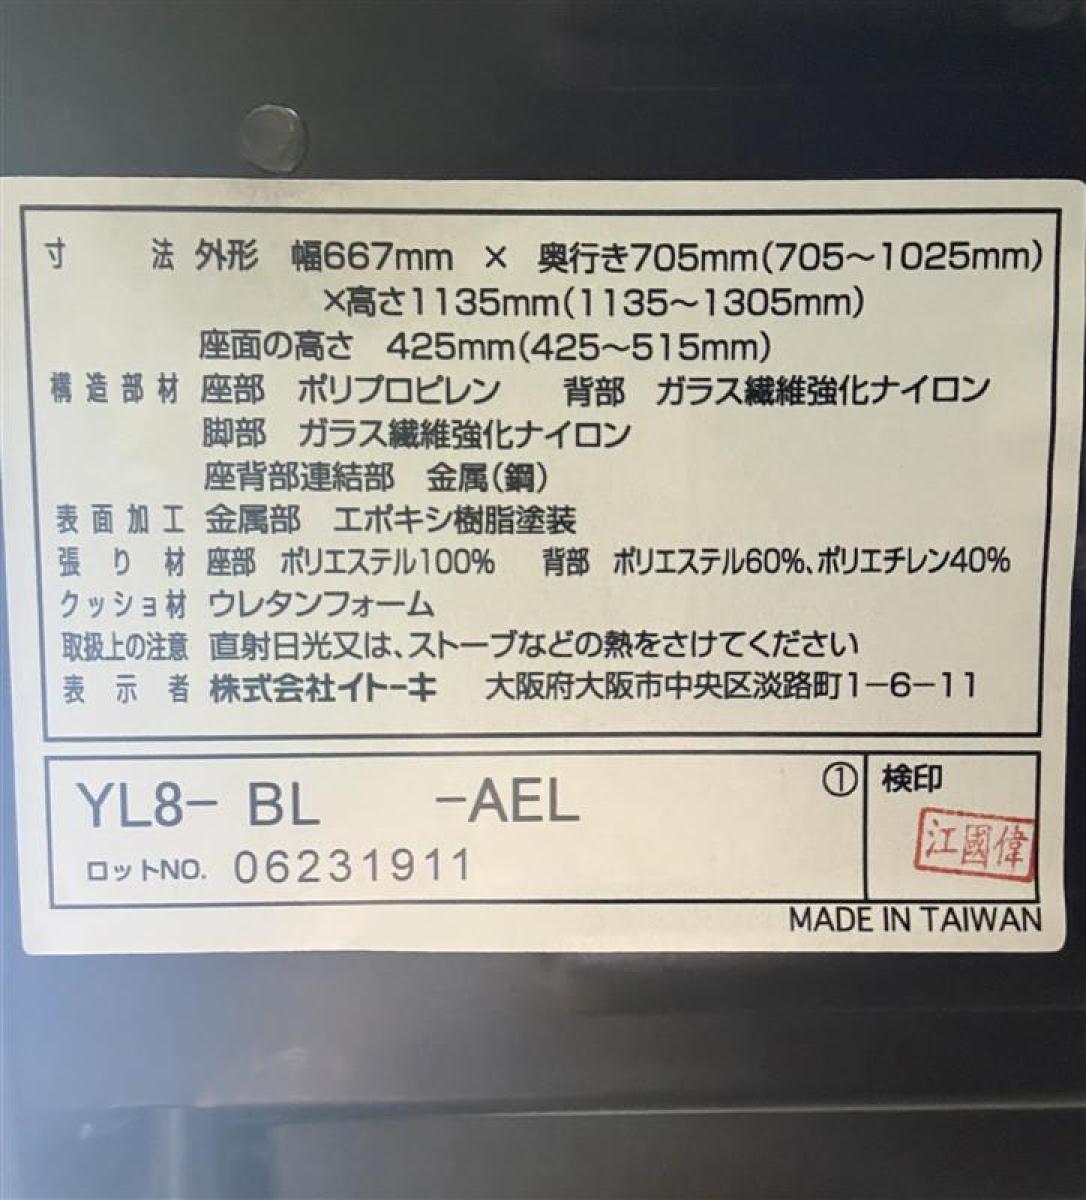 寸法 外形 幅667mm × 奥行き705mm(705～1025mm)
×高さ1135mm(1135～1305mm)
座面の高さ 425mm(425～515mm)
構造部材 座部 ポリプロピレン 背部 ガラス繊維強化ナイロン
脚部 ガラス繊維強化ナイロン
座背部連結部 金属(鋼)
表面加工 金属部 エポキシ樹脂塗装
張り材 座部 ポリエステル100% 背部 ポリエステル60%、ポリエチレン40%
クッション材 ウレタンフォーム
取扱上の注意 直射日光又は、ストーブなどの熱をさけてください
表示者 株式会社イトーキ 大阪府大阪市中央区淡路町1-6-11
YL8- BL -AEL ① 検印
江國偉
ロットNO. 06231911
MADE IN TAIWAN